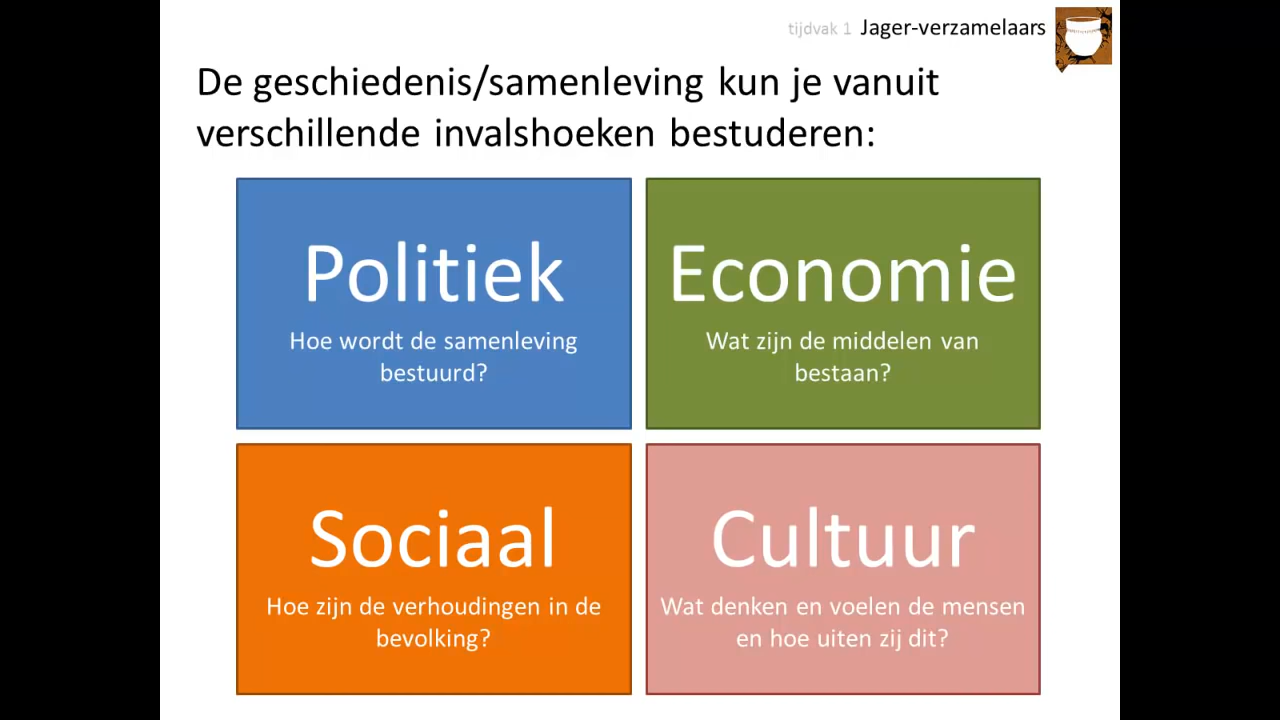 tijdvak 1 Jager-verzamelaars
De geschiedenis/samenleving kun je vanuit
verschillende invalshoeken bestuderen:
Politiek
Hoe wordt de samenleving
bestuurd?
Economie
Wat zijn de middelen van
bestaan?
Sociaal
Hoe zijn de verhoudingen in de
bevolking?
Cultuur
Wat denken en voelen de mensen
en hoe uiten zij dit?